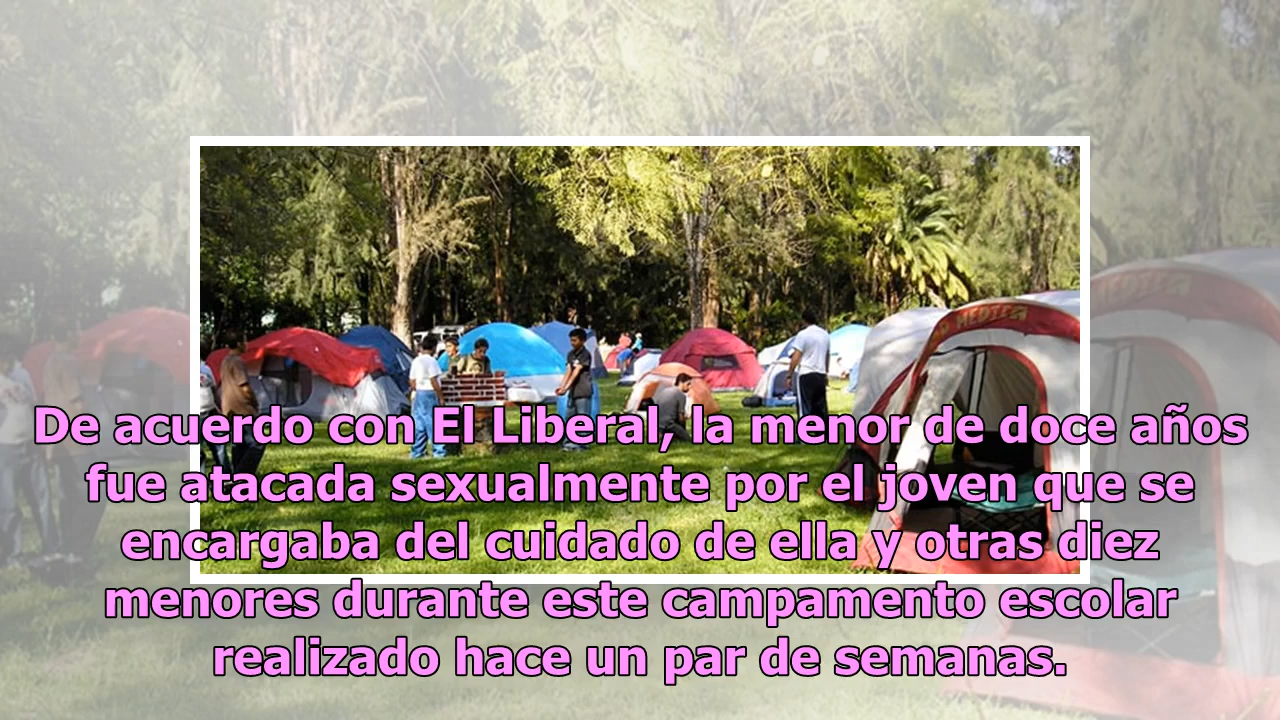 De acuerdo con El Liberal, la menor de doce años
fue atacada sexualmente por el joven que se
encargaba del cuidado de ella y otras diez
menores durante este campamento escolar
realizado hace un par de semanas.